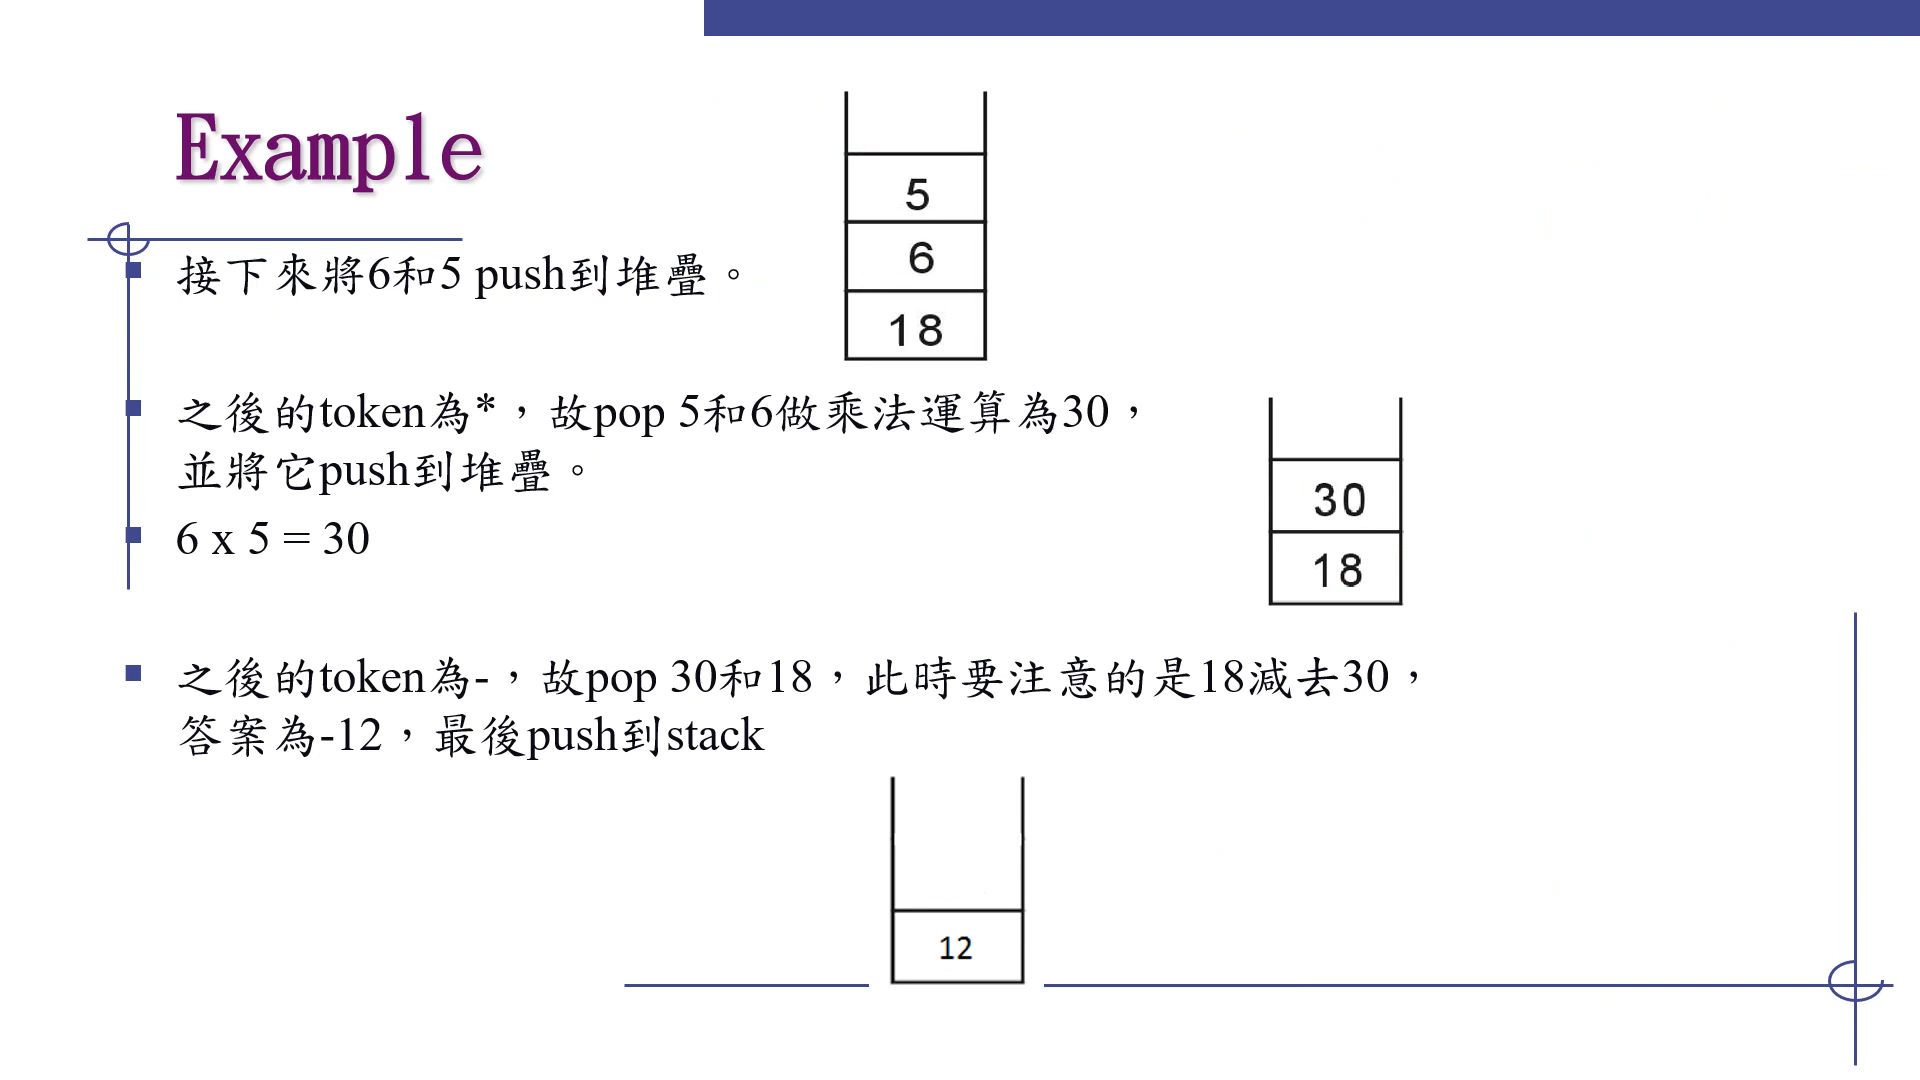 Example
5
6
18
接下來將6和5 push到堆疊。
之後的token為*，故pop 5和6做乘法運算為30，
並將它push到堆疊。
6 x 5 = 30
30
18
之後的token為-，故pop 30和18，此時要注意的是18減去30，
答案為-12，最後push到stack
12